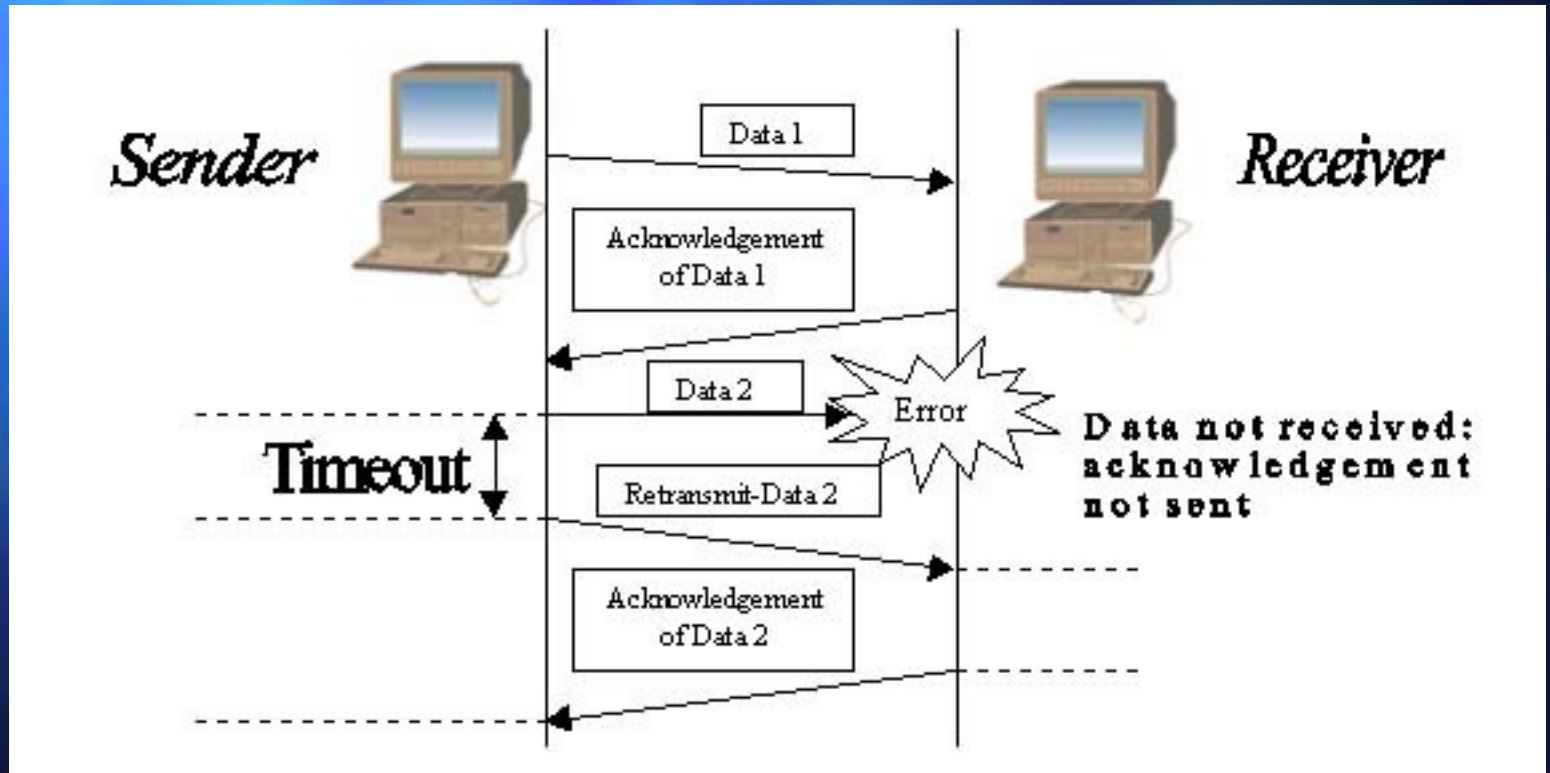 Data 1
Sender
Receiver
Acknowledgement
of Data 1
Data 2
Error
Data not received:
acknowledgement
not sent
Timeout
Retransmit-Data 2
Acknowledgement
of Data 2